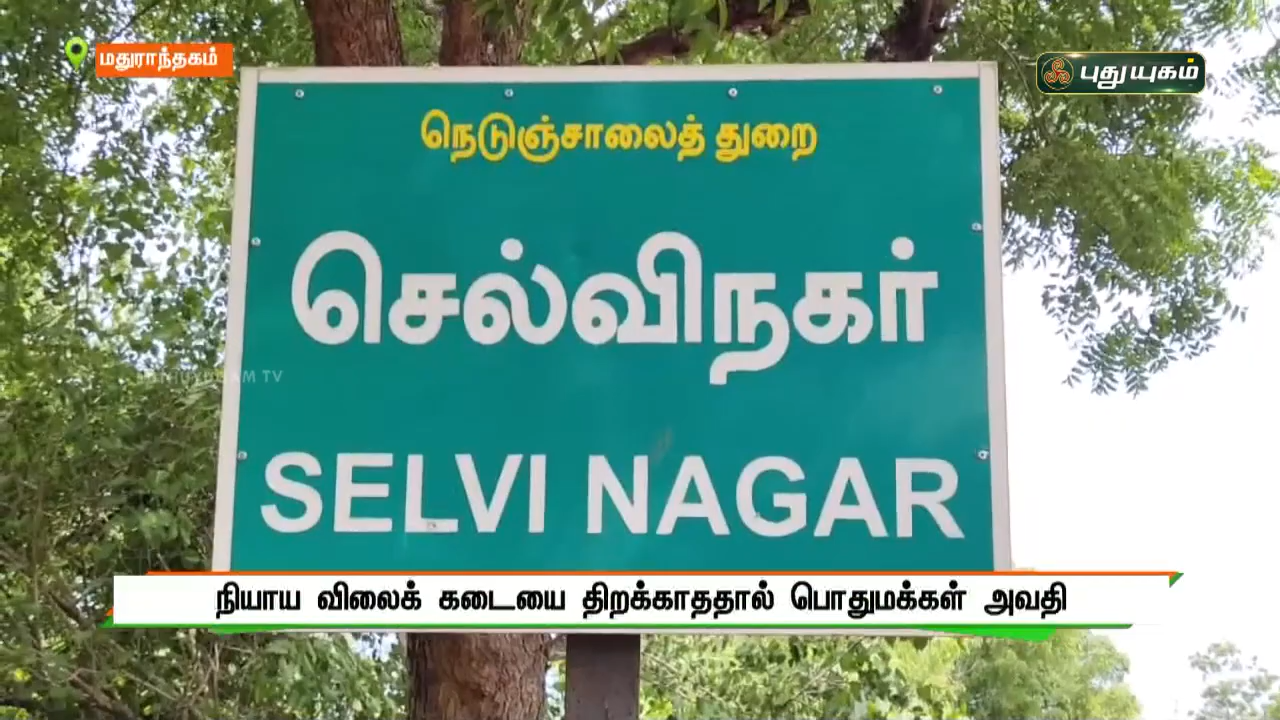 மதுராந்தகம்
புதுயுகம்
நெடுஞ்சாலைத் துறை
செல்விநகர்
SELVI NAGAR
நியாய விலைக் கடையை திறக்காததால் பொதுமக்கள் அவதி